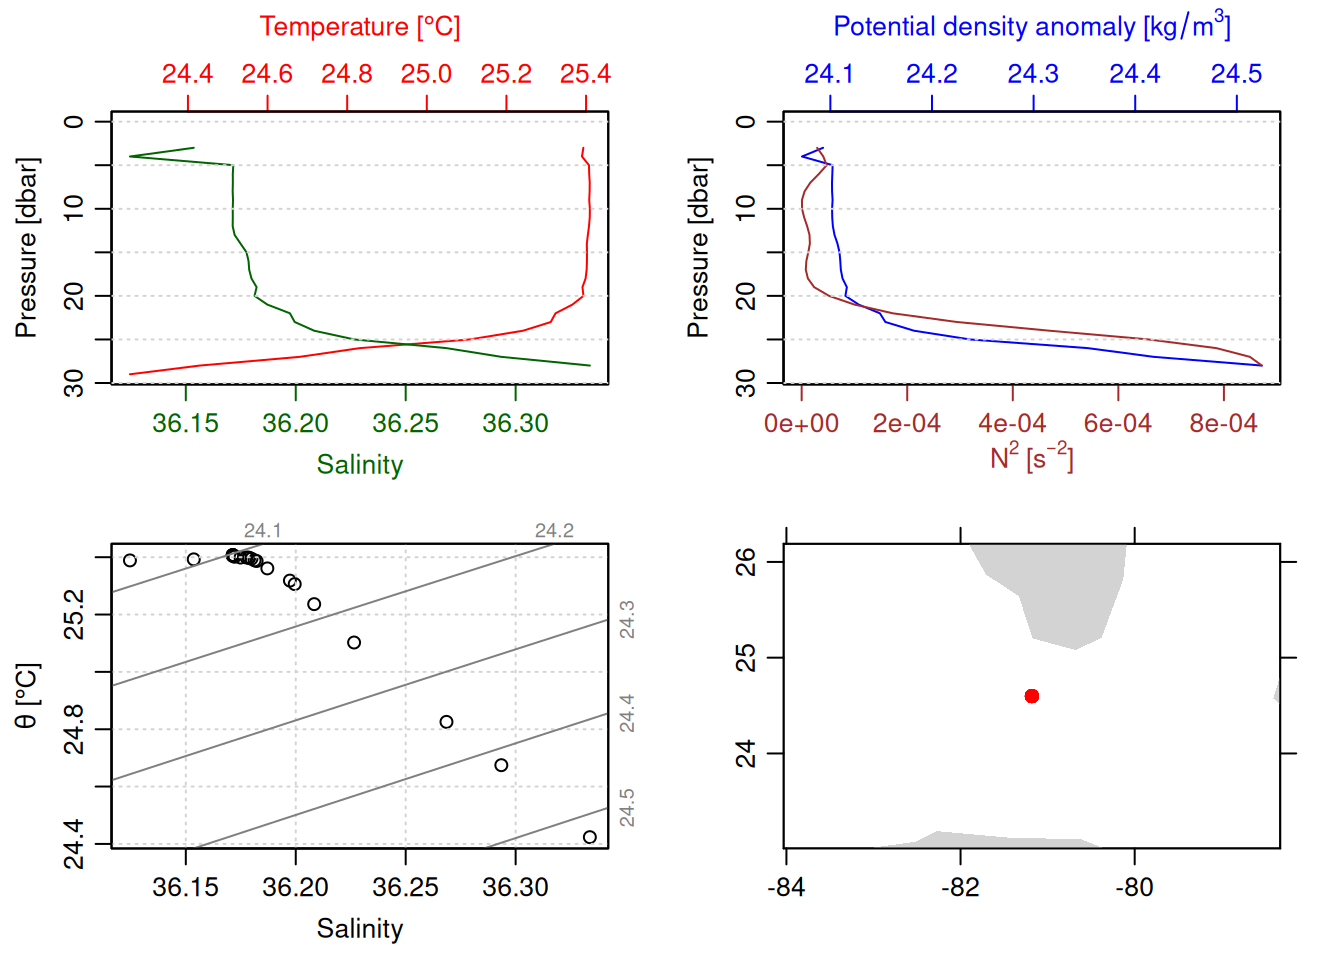 Temperature [°C]
24.4 24.6 24.8 25.0 25.2 25.4
Pressure [dbar]
0
10
20
30
36.15 36.20 36.25 36.30
Salinity
Potential density anomaly [kg/m³]
24.1 24.2 24.3 24.4 24.5
Pressure [dbar]
0
10
20
30
0e+00 2e-04 4e-04 6e-04 8e-04
N² [s⁻²]
24.1 24.2
24.3
24.4
24.5
θ [°C]
25.2
24.8
24.4
36.15 36.20 36.25 36.30
Salinity
26
25
24
-84 -82 -80